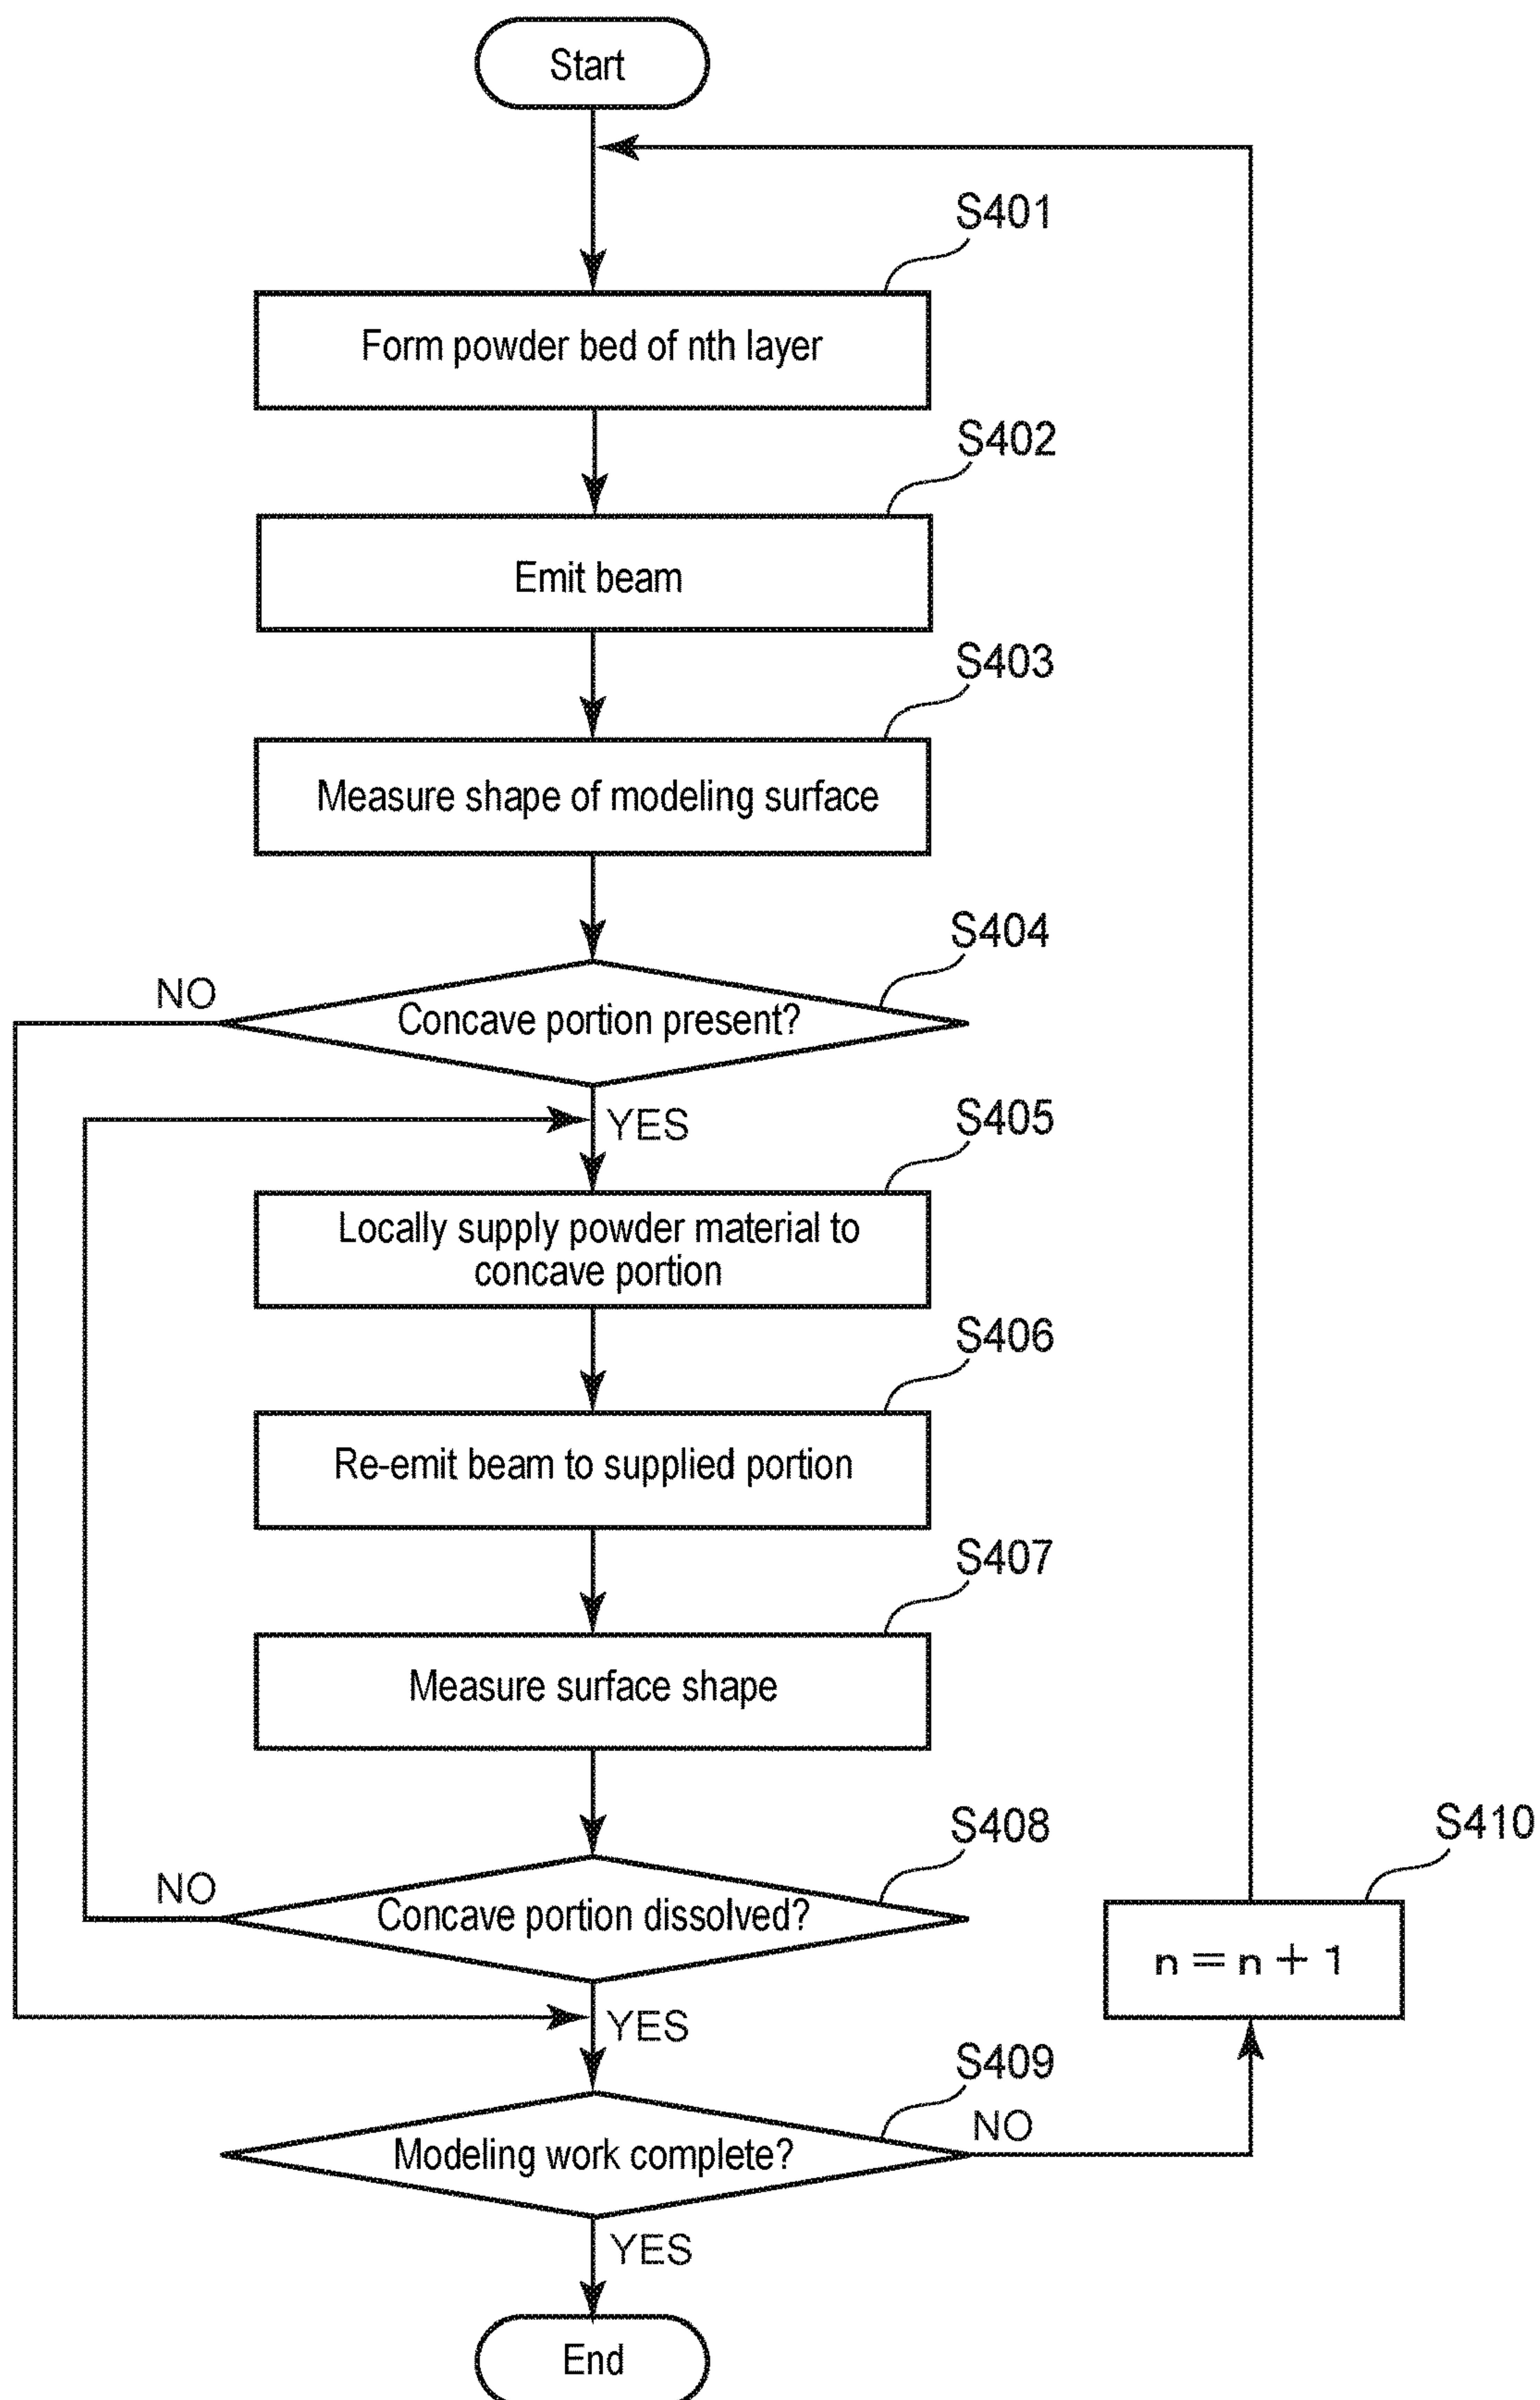 Start
S401
Form powder bed of nth layer
S402
Emit beam
S403
Measure shape of modeling surface
S404
NO
Concave portion present?
YES
S405
Locally supply powder material to
concave portion
S406
Re-emit beam to supplied portion
S407
Measure surface shape
S408
NO
Concave portion dissolved?
S410
n = n + 1
YES
S409
Modeling work complete?
NO
YES
End